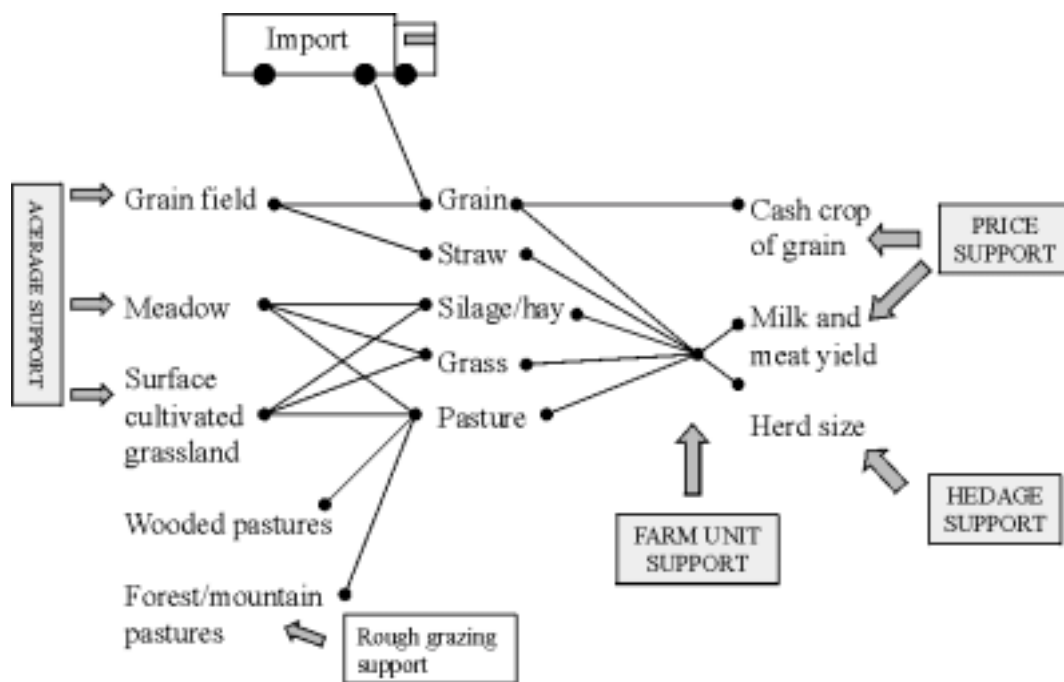 Import
ACERAGE SUPPORT
Grain field
Meadow
Surface
cultivated
grassland
Wooded pastures
Forest/mountain
pastures
Rough grazing
support
Grain
Straw
Silage/hay
Grass
Pasture
Cash crop
of grain
Milk and
meat yield
Herd size
PRICE
SUPPORT
HEDAGE
SUPPORT
FARM UNIT
SUPPORT